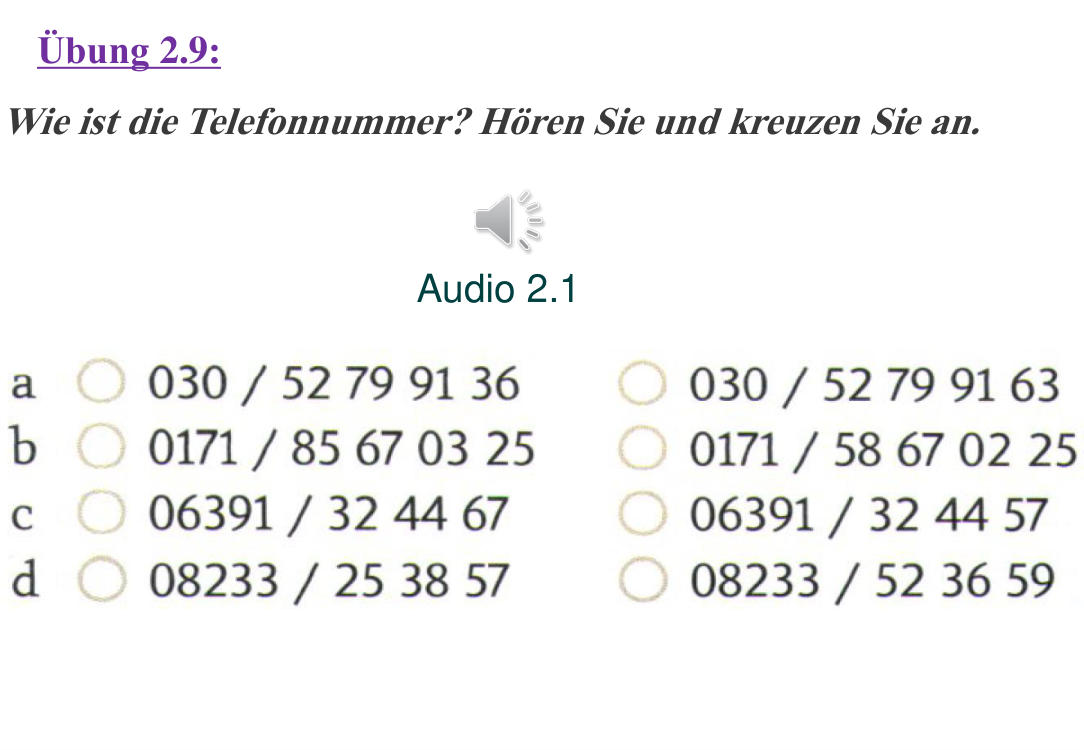 Übung 2.9:
Wie ist die Telefonnummer? Hören Sie und kreuzen Sie an.
Audio 2.1
a 030 / 52 79 91 36 030 / 52 79 91 63
b 0171 / 85 67 03 25 0171 / 58 67 02 25
c 06391 / 32 44 67 06391 / 32 44 57
d 08233 / 25 38 57 08233 / 52 36 59